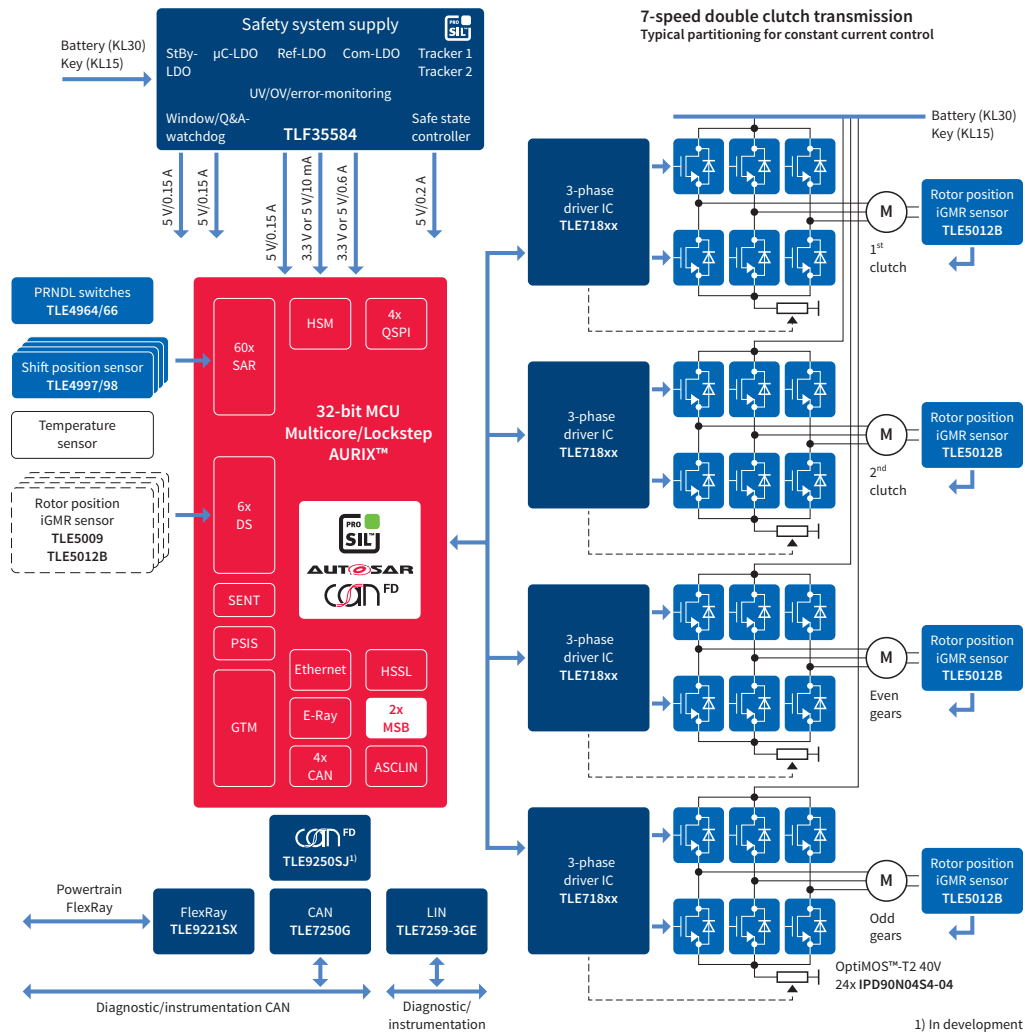 7-speed double clutch transmission
Typical partitioning for constant current control
Battery (KL30)
Key (KL15)
Safety system supply
PRO
SIL™
StBy-
LDO
µC-LDO
Ref-LDO
Com-LDO
Tracker 1
Tracker 2
UV/OV/error-monitoring
Window/Q&A-
watchdog
TLF35584
Safe state
controller
5 V/0.15 A
5 V/0.15 A
5 V/0.15 A
3.3 V or 5 V/10 mA
3.3 V or 5 V/0.6 A
5 V/0.2 A
PRNDL switches
TLE4964/66
Shift position sensor
TLE4997/98
Temperature
sensor
Rotor position
iGMR sensor
TLE5009
TLE5012B
60x
SAR
HSM
4x
QSPI
32-bit MCU
Multicore/Lockstep
AURIX™
6x
DS
PRO
SIL™
AUTOSAR
CAN FD
SENT
PSIS
GTM
Ethernet
HSSL
E-Ray
2x
MSB
4x
CAN
ASCLIN
CAN FD
TLE9250SJ1)
Powertrain
FlexRay
FlexRay
TLE9221SX
CAN
TLE7250G
LIN
TLE7259-3GE
Diagnostic/instrumentation CAN
Diagnostic/
instrumentation
Battery (KL30)
Key (KL15)
3-phase
driver IC
TLE718xx
M
1st
clutch
Rotor position
iGMR sensor
TLE5012B
3-phase
driver IC
TLE718xx
M
2nd
clutch
Rotor position
iGMR sensor
TLE5012B
3-phase
driver IC
TLE718xx
M
Even
gears
Rotor position
iGMR sensor
TLE5012B
3-phase
driver IC
TLE718xx
M
Odd
gears
Rotor position
iGMR sensor
TLE5012B
OptiMOS™-T2 40V
24x IPD90N04S4-04
1) In development